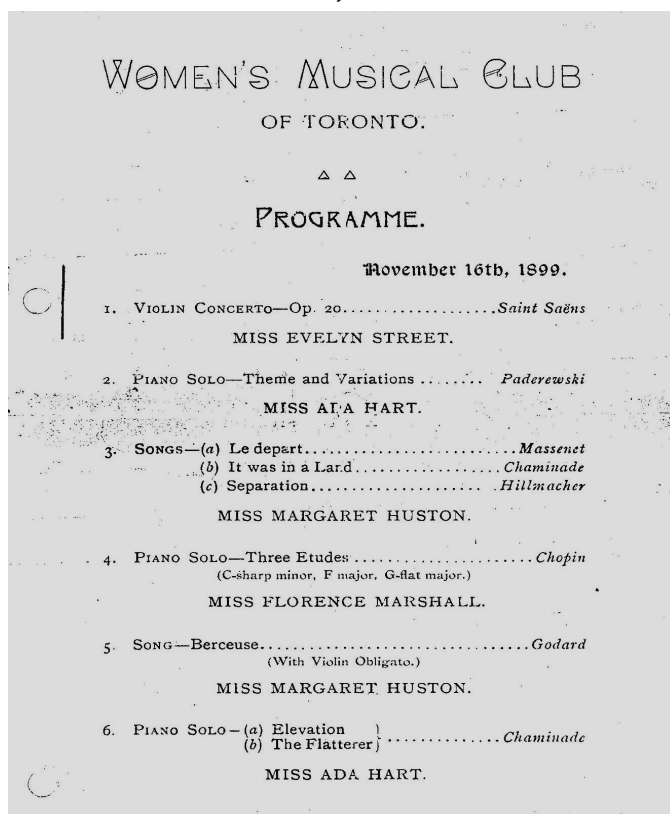 WOMEN'S MUSICAL CLUB
OF TORONTO.
PROGRAMME.
November 16th, 1899.
1. VIOLIN CONCERTO—Op. 20...................Saint Saëns
MISS EVELYN STREET.
2. PIANO SOLO—Theme and Variations ........ Paderewski
MISS ADA HART.
3. SONGS—(a) Le depart...........................Massenet
(b) It was in a Land..................Chaminade
(c) Separation..................... Hillmacher
MISS MARGARET HUSTON.
4. PIANO SOLO—Three Etudes ......................Chopin
(C-sharp minor, F major, G-flat major.)
MISS FLORENCE MARSHALL.
5. SONG—Berceuse.................................Godard
(With Violin Obligato.)
MISS MARGARET HUSTON.
6. PIANO SOLO—(a) Elevation
(b) The Flatterer} ..............Chaminade
MISS ADA HART.